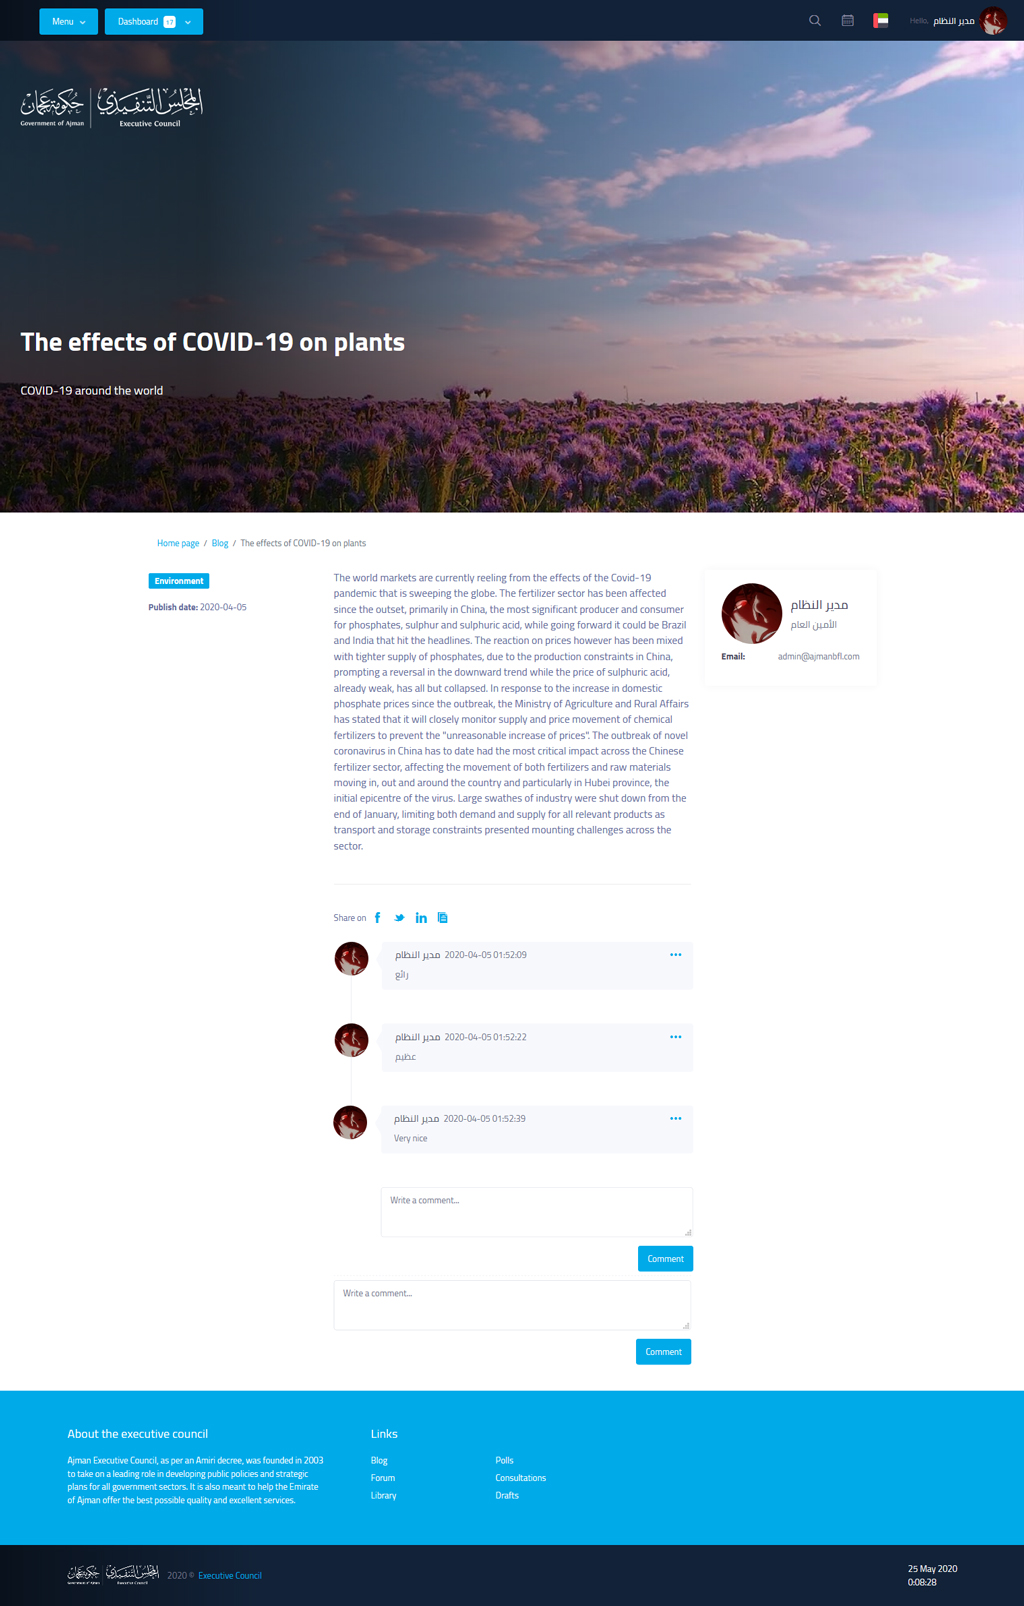 Menu
Dashboard 17
Hello, مدير النظام
حكومة عجمان
المجلس التنفيذي
Government of Ajman
Executive Council
The effects of COVID-19 on plants
COVID-19 around the world
Home page / Blog / The effects of COVID-19 on plants
Environment
Publish date: 2020-04-05
The world markets are currently reeling from the effects of the Covid-19
pandemic that is sweeping the globe. The fertilizer sector has been affected
since the outset, primarily in China, the most significant producer and consumer
for phosphates, sulphur and sulphuric acid, while going forward it could be Brazil
and India that hit the headlines. The reaction on prices however has been mixed
with tighter supply of phosphates, due to the production constraints in China,
prompting a reversal in the downward trend while the price of sulphuric acid,
already weak, has all but collapsed. In response to the increase in domestic
phosphate prices since the outbreak, the Ministry of Agriculture and Rural Affairs
has stated that it will closely monitor supply and price movement of chemical
fertilizers to prevent the "unreasonable increase of prices". The outbreak of novel
coronavirus in China has to date had the most critical impact across the Chinese
fertilizer sector, affecting the movement of both fertilizers and raw materials
moving in, out and around the country and particularly in Hubei province, the
initial epicentre of the virus. Large swathes of industry were shut down from the
end of January, limiting both demand and supply for all relevant products as
transport and storage constraints presented mounting challenges across the
sector.
مدير النظام
الأمين العام
Email: admin@ajmanbfl.com
Share on
مدير النظام 2020-04-05 01:52:09
رائع
مدير النظام 2020-04-05 01:52:22
عظيم
مدير النظام 2020-04-05 01:52:39
Very nice
Write a comment...
Comment
Write a comment...
Comment
About the executive council
Ajman Executive Council, as per an Amiri decree, was founded in 2003
to take on a leading role in developing public policies and strategic
plans for all government sectors. It is also meant to help the Emirate
of Ajman offer the best possible quality and excellent services.
Links
Blog
Forum
Library
Polls
Consultations
Drafts
حكومة عجمان
المجلس التنفيذي
Government of Ajman
Executive Council
2020 © Executive Council
25 May 2020
0:08:28